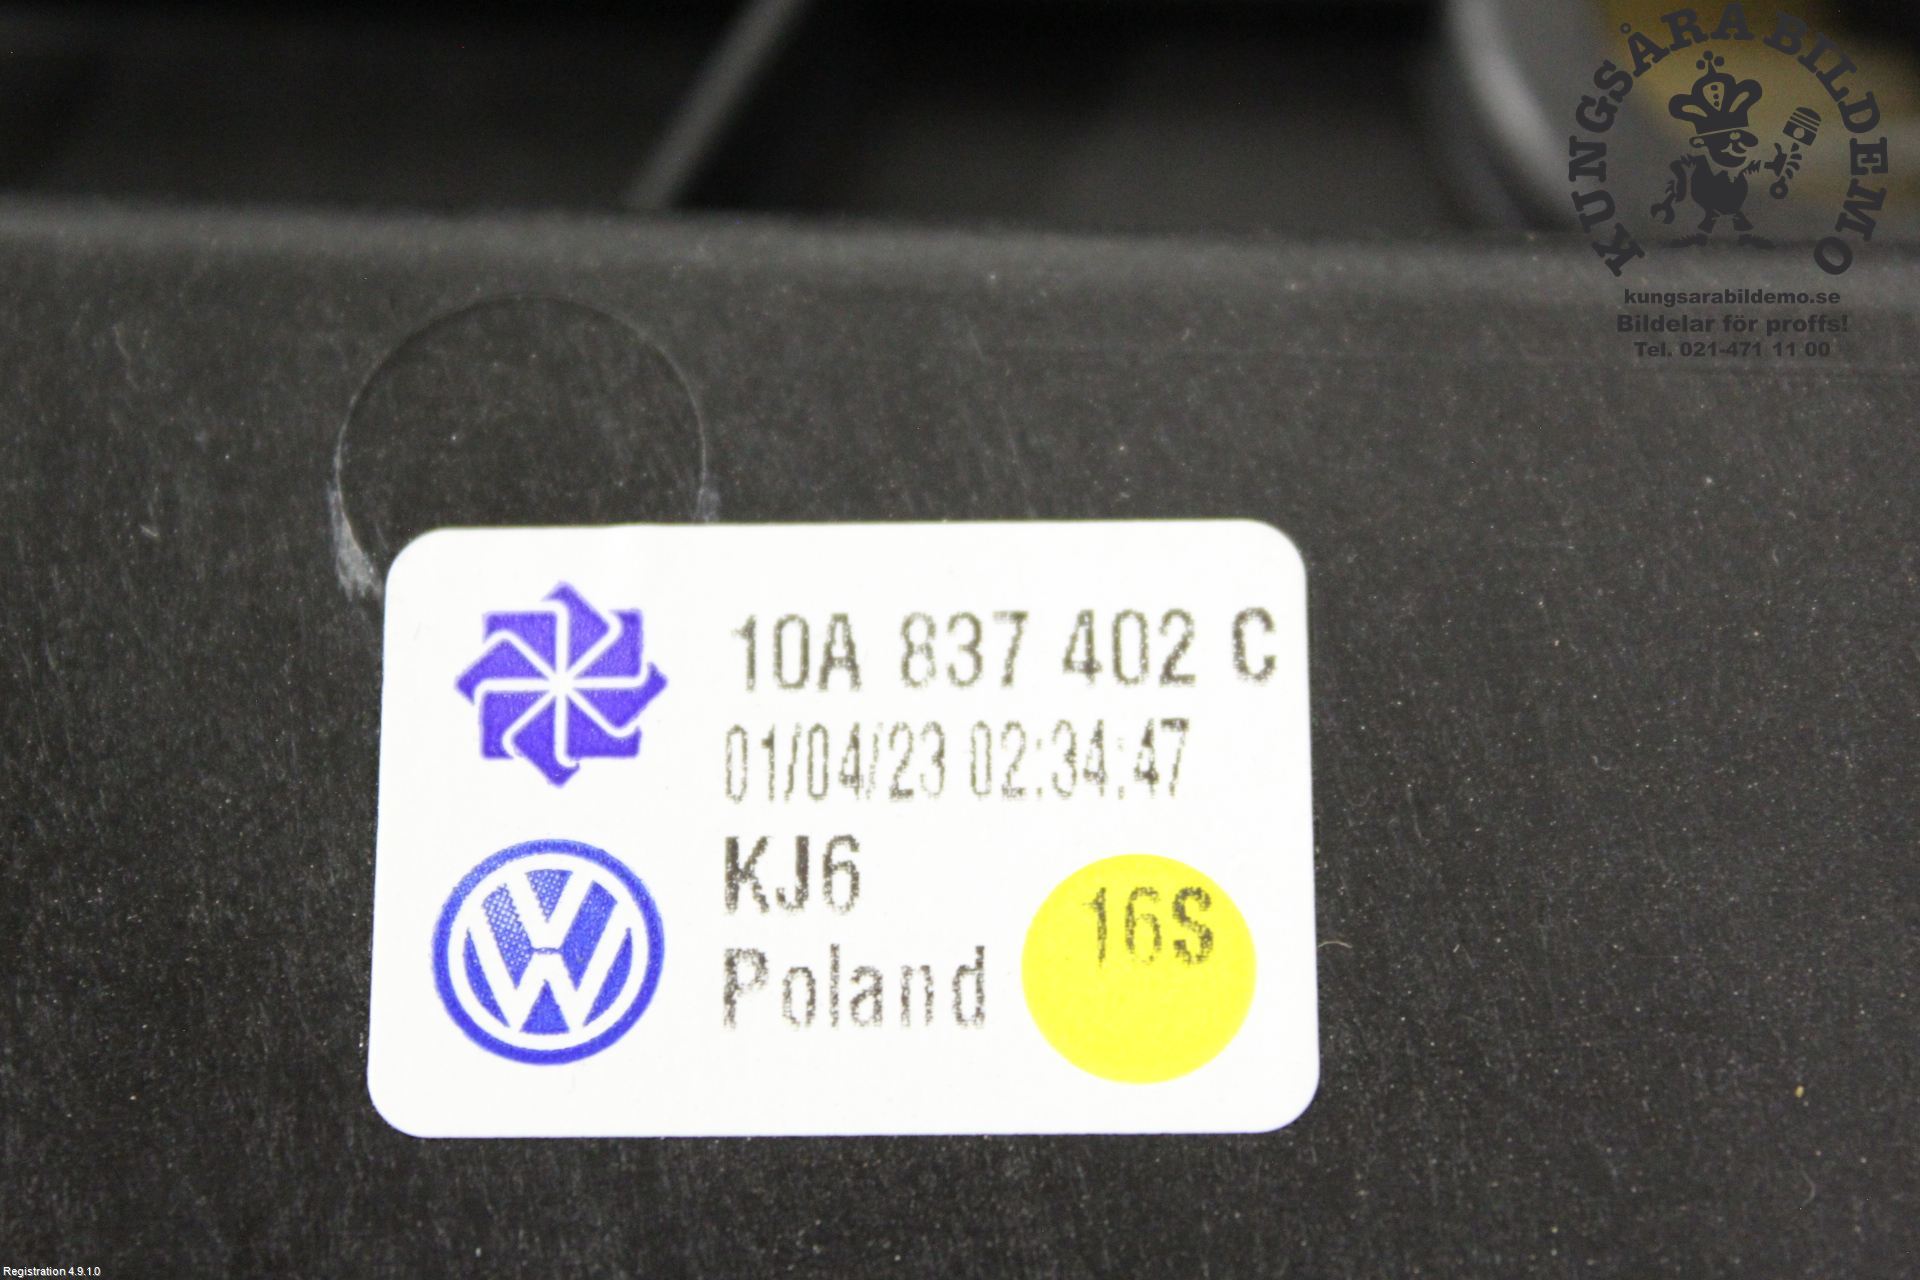 KUNGSÅRA BILDEMO
kungsarabildemo.se
Bildelar för proffs!
Tel. 021-471 11 00
10A 837 402 C
01/04/23 02:34:47
KJ6
16S
Poland
Registration 4.9.1.0